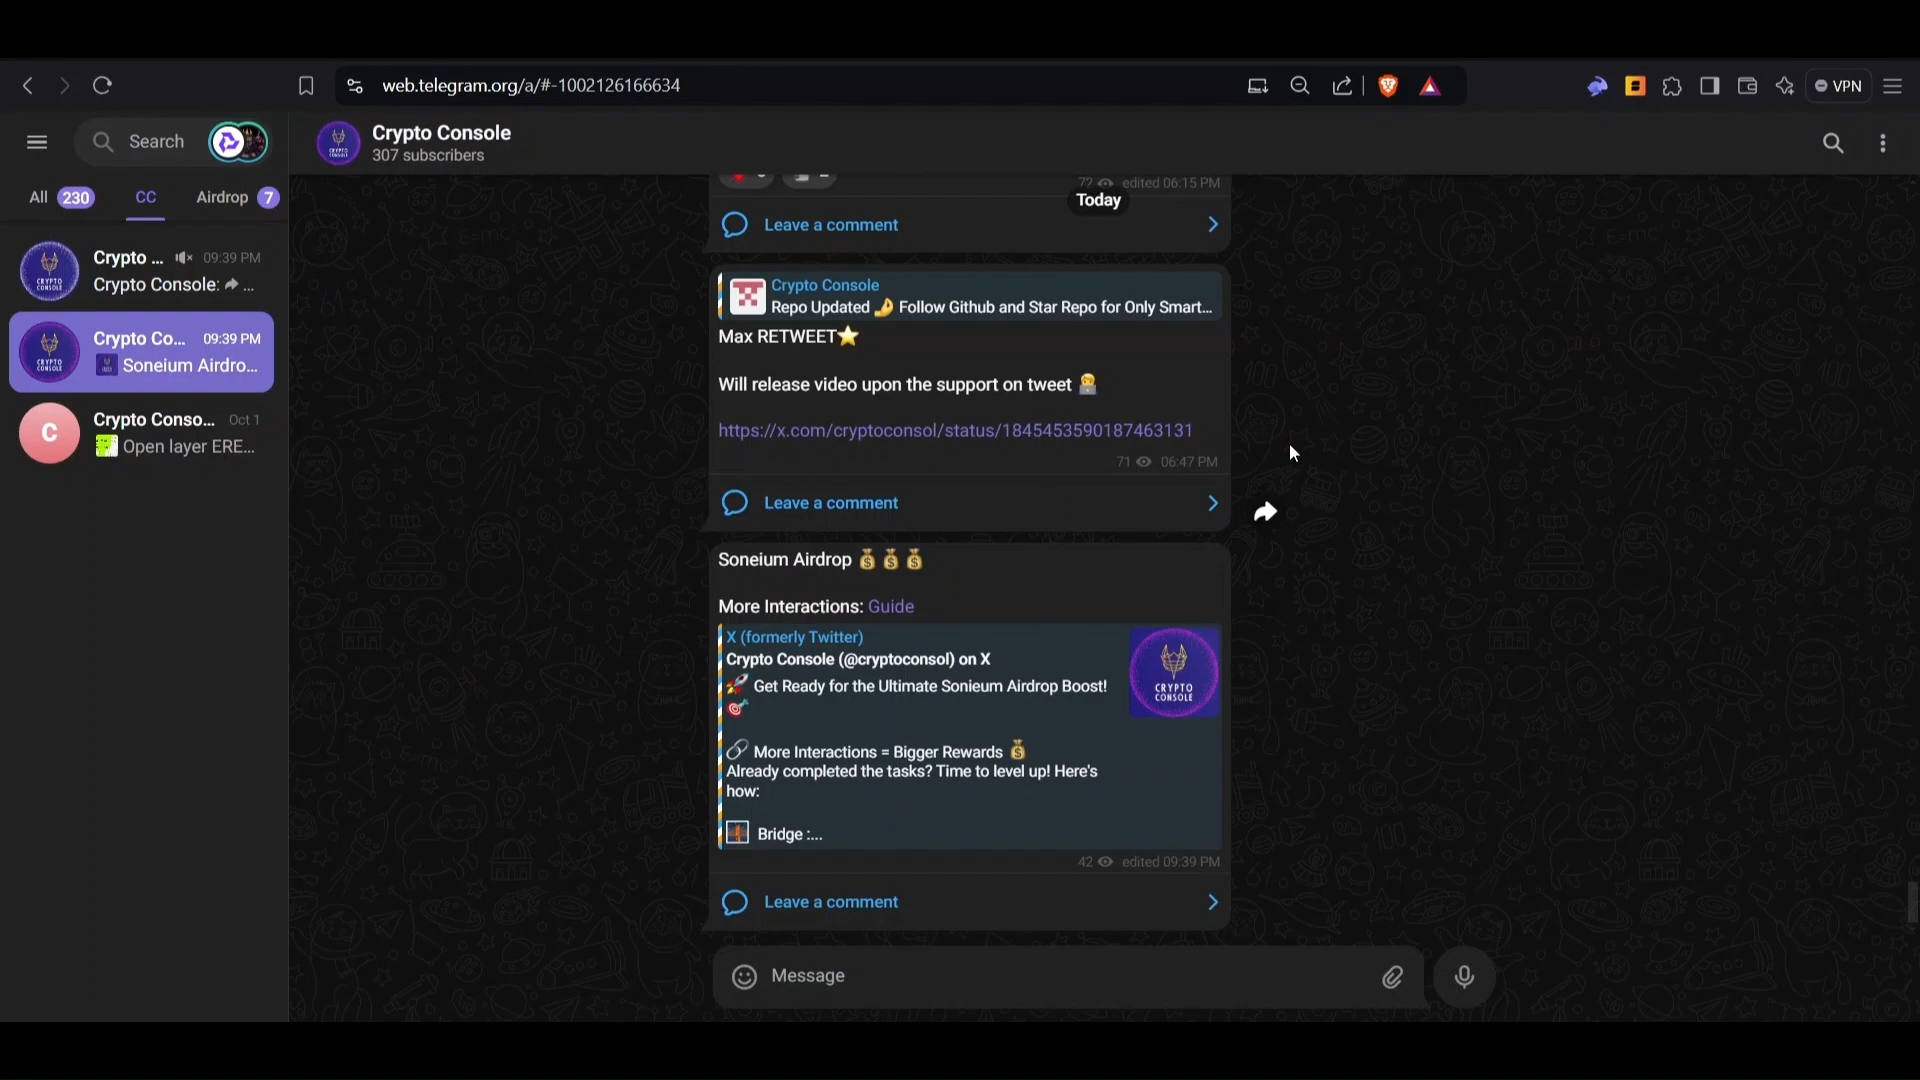 web.telegram.org/a/#-1002126166634
VPN
Search
Crypto Console
307 subscribers
All 230
CC
Airdrop 7
Crypto ... 09:39 PM
Crypto Console: ...
Crypto Co... 09:39 PM
Soneium Airdro...
C
Crypto Conso... Oct 1
Open layer ERE...
72 edited 06:15 PM
Today
Leave a comment
Crypto Console
Repo Updated 🤌 Follow Github and Star Repo for Only Smart...
Max RETWEET⭐
Will release video upon the support on tweet 👨‍💻
https://x.com/cryptoconsol/status/1845453590187463131
71 06:47 PM
Leave a comment
Soneium Airdrop 💰 💰 💰
More Interactions: Guide
X (formerly Twitter)
Crypto Console (@cryptoconsol) on X
🚀 Get Ready for the Ultimate Sonieum Airdrop Boost!
🎯
🔗 More Interactions = Bigger Rewards 💰
Already completed the tasks? Time to level up! Here's
how:
🌉 Bridge :...
CRYPTO
CONSOLE
42 edited 09:39 PM
Leave a comment
Message